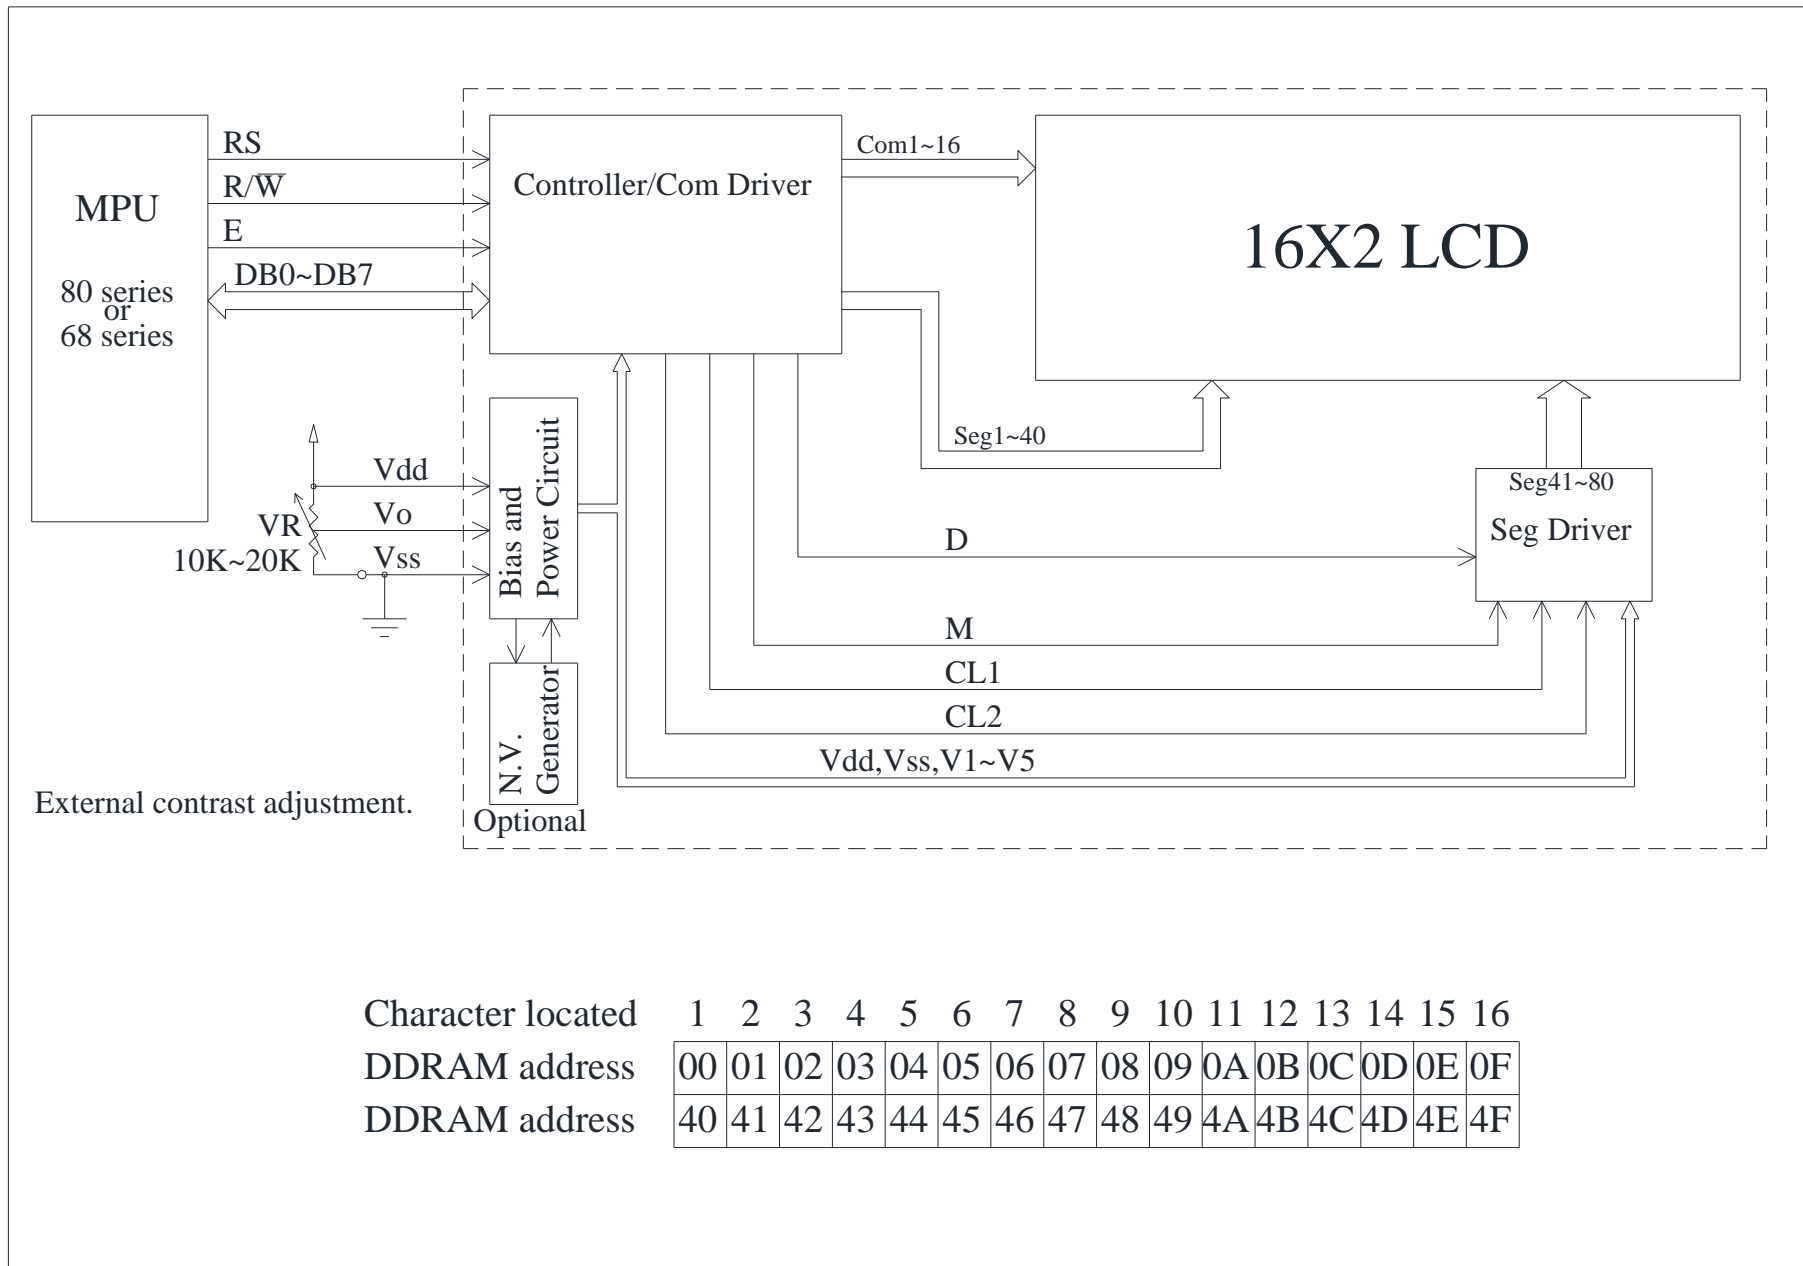 MPU
80 series
or
68 series
RS
R/W̅
E
DB0~DB7
Controller/Com Driver
Com1~16
16X2 LCD
Seg1~40
Seg41~80
Seg Driver
Vdd
Vo
Vss
VR
10K~20K
Bias and
Power Circuit
N.V.
Generator
Optional
D
M
CL1
CL2
Vdd,Vss,V1~V5
External contrast adjustment.
Character located 1 2 3 4 5 6 7 8 9 10 11 12 13 14 15 16
DDRAM address 00 01 02 03 04 05 06 07 08 09 0A 0B 0C 0D 0E 0F
DDRAM address 40 41 42 43 44 45 46 47 48 49 4A 4B 4C 4D 4E 4F